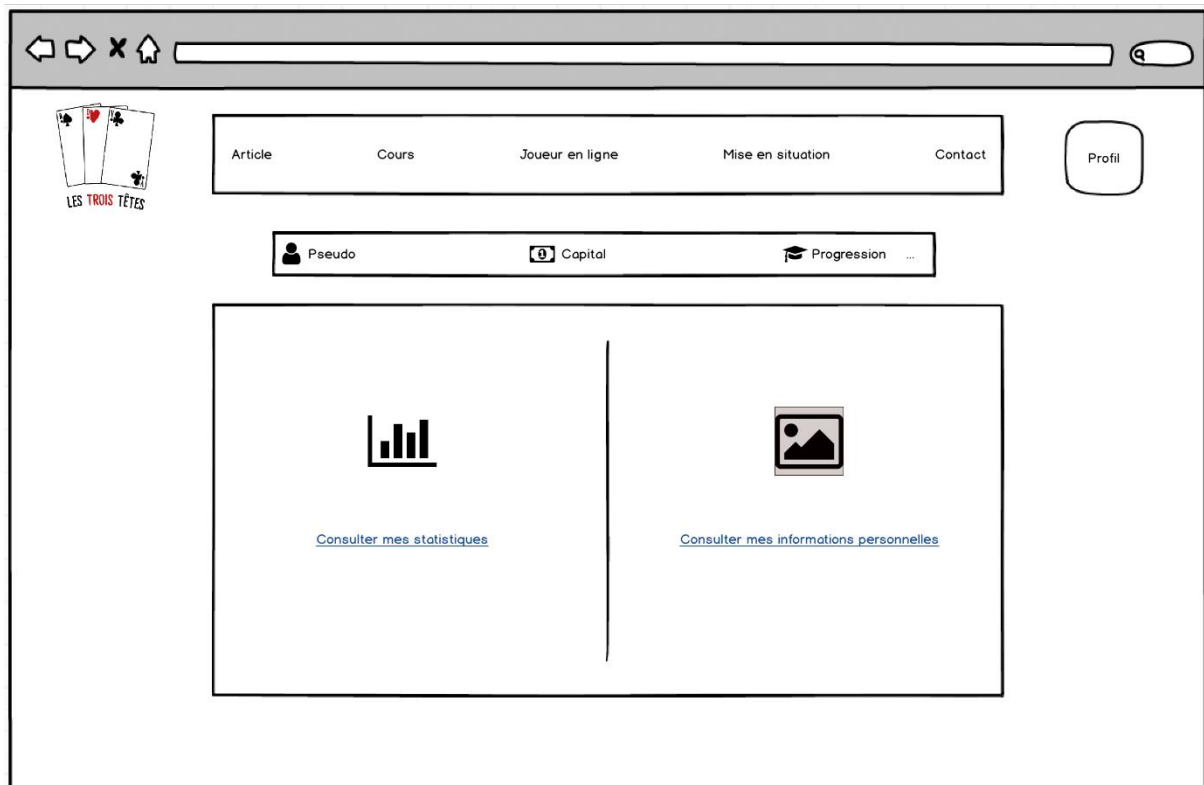 LES TROIS TÊTES
Article Cours Joueur en ligne Mise en situation Contact
Profil
Pseudo Capital Progression ...
Consulter mes statistiques
Consulter mes informations personnelles